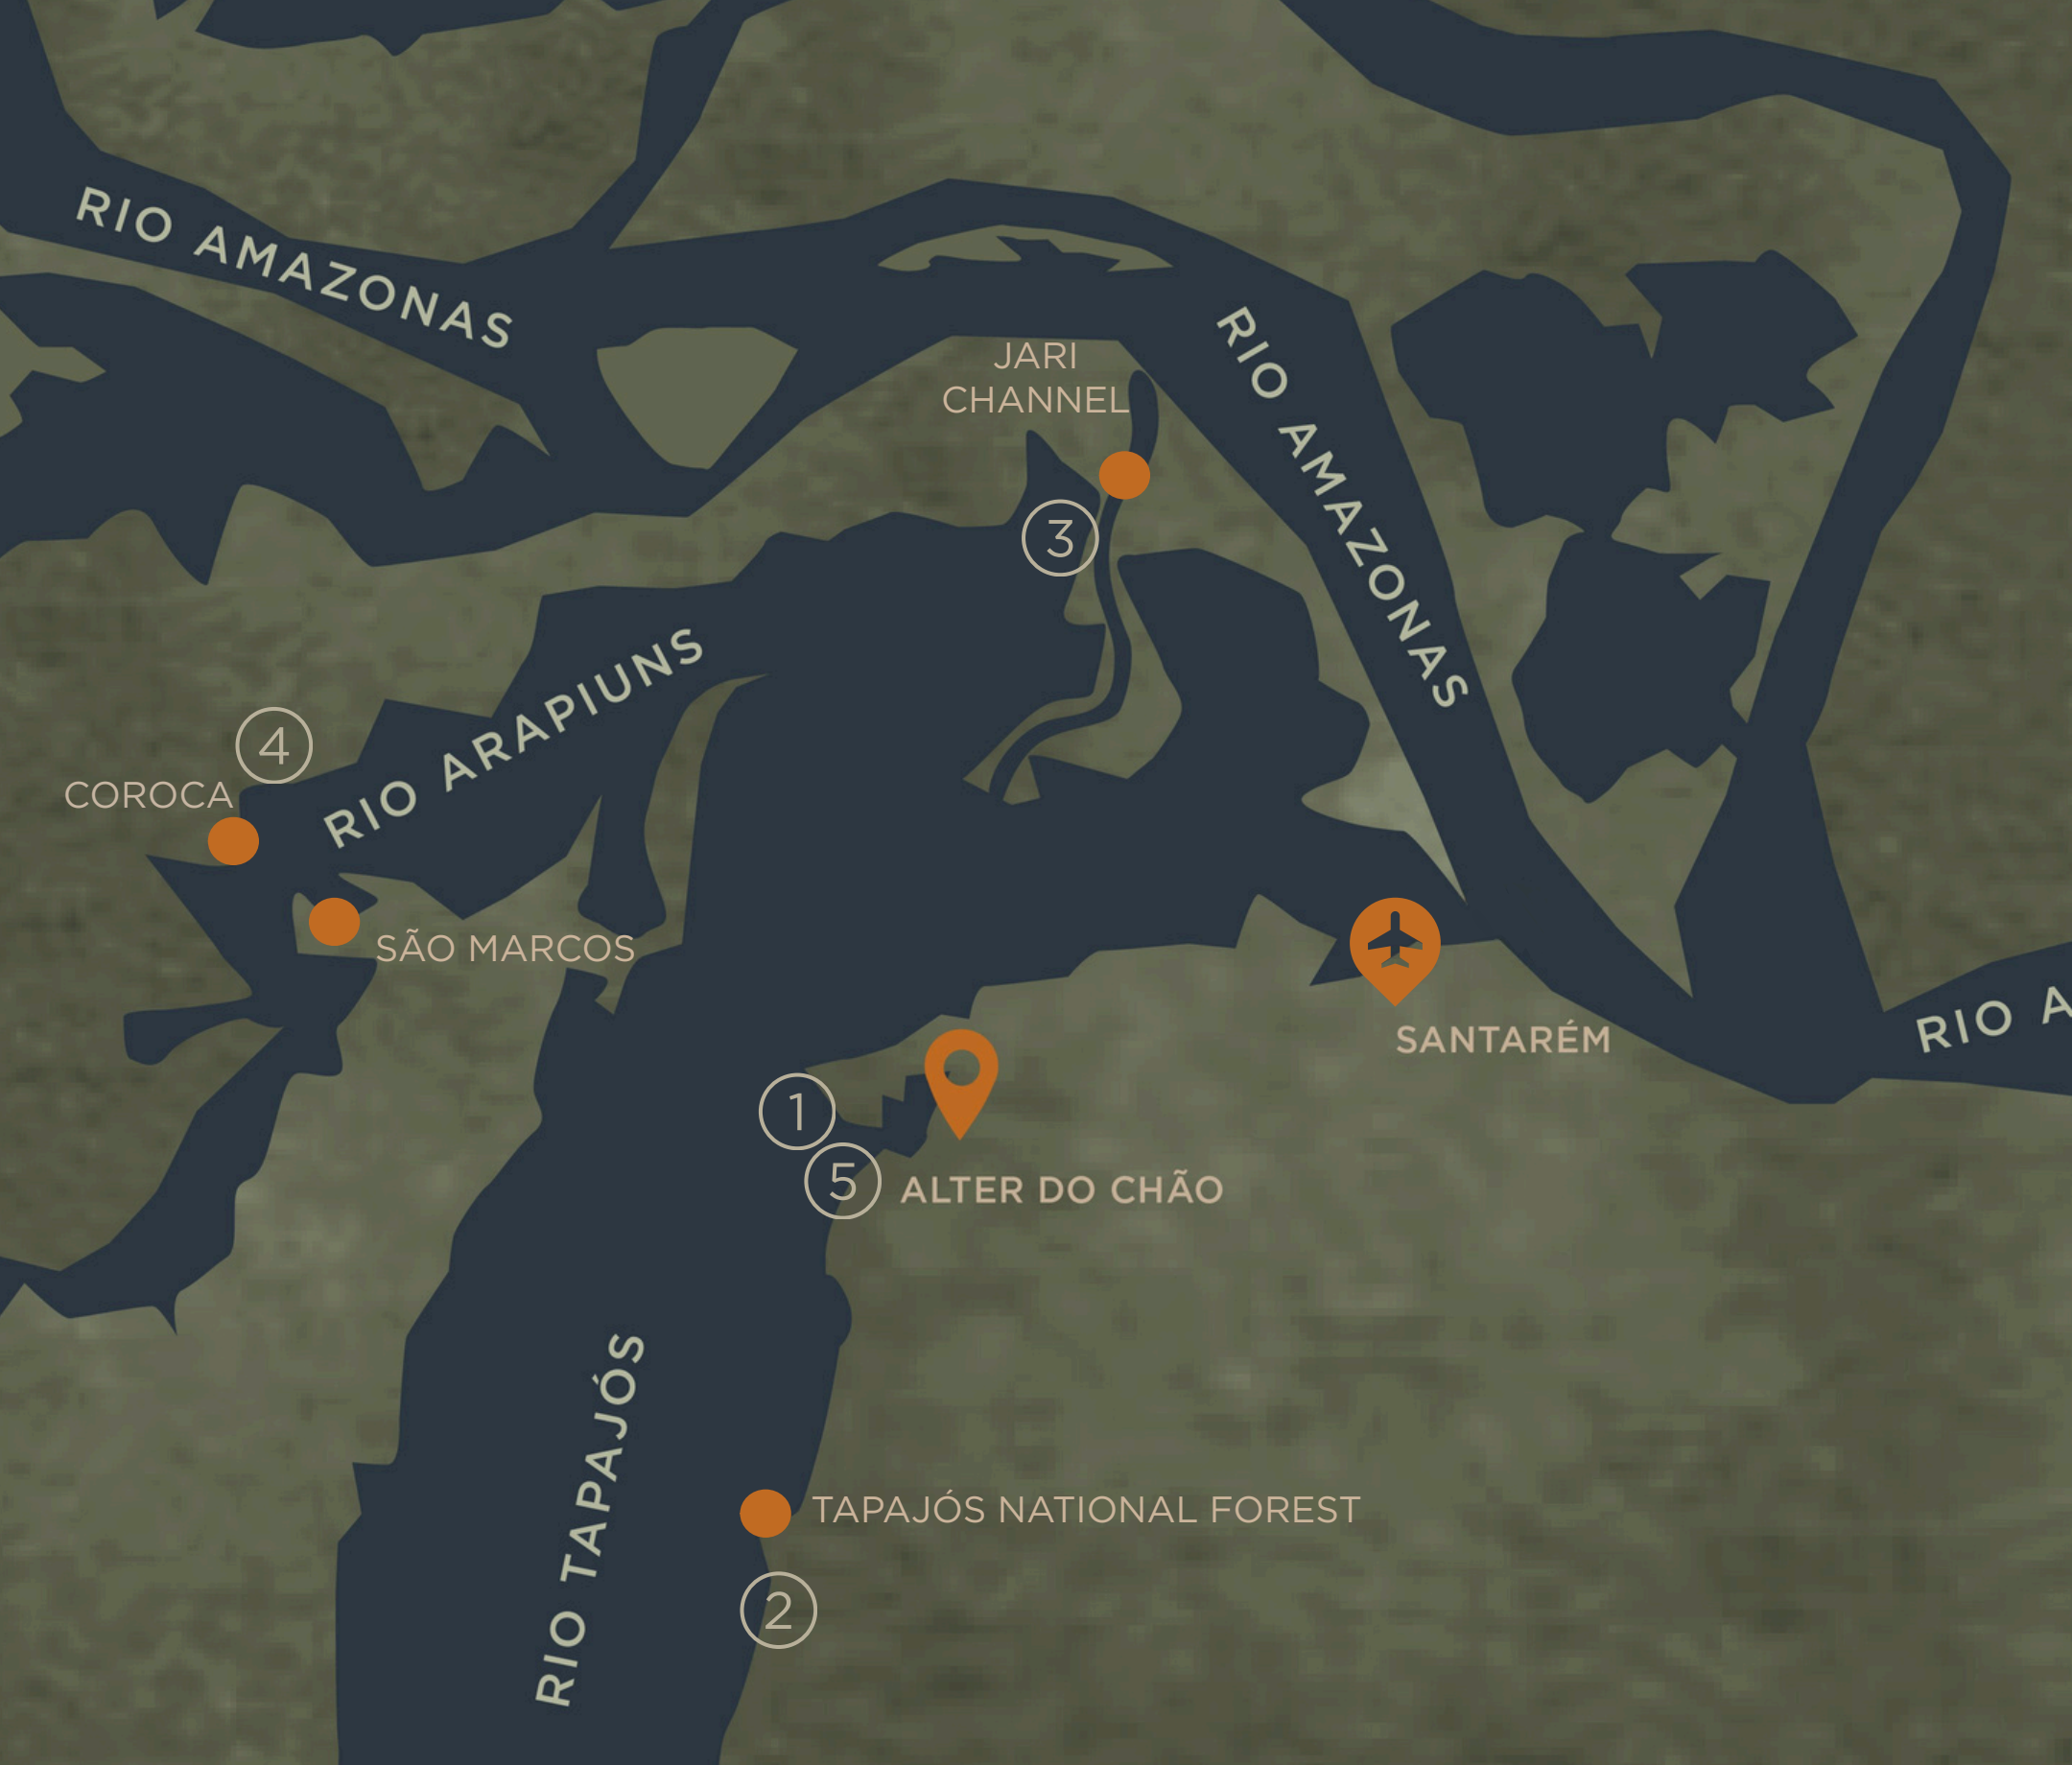 RIO AMAZONAS
JARI
CHANNEL
RIO AMAZONAS
3
RIO ARAPIUNS
4
COROCA
SÃO MARCOS
SANTARÉM
RIO A
1
5
ALTER DO CHÃO
RIO TAPAJÓS
TAPAJÓS NATIONAL FOREST
2